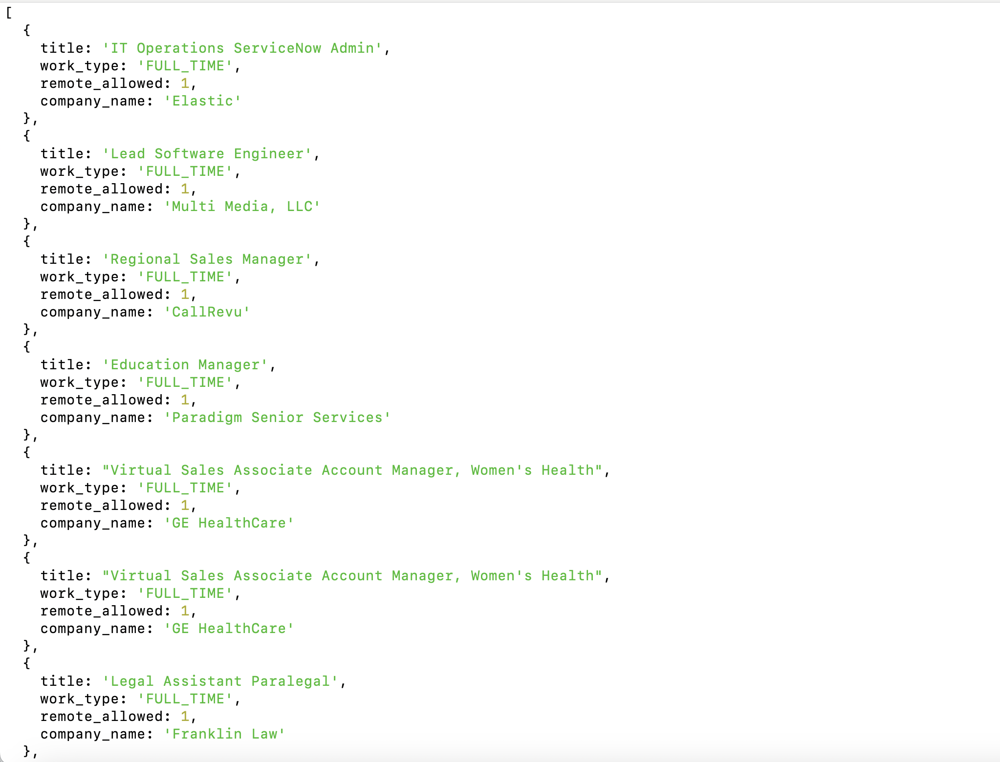 [
  {
    title: 'IT Operations ServiceNow Admin',
    work_type: 'FULL_TIME',
    remote_allowed: 1,
    company_name: 'Elastic'
  },
  {
    title: 'Lead Software Engineer',
    work_type: 'FULL_TIME',
    remote_allowed: 1,
    company_name: 'Multi Media, LLC'
  },
  {
    title: 'Regional Sales Manager',
    work_type: 'FULL_TIME',
    remote_allowed: 1,
    company_name: 'CallRevu'
  },
  {
    title: 'Education Manager',
    work_type: 'FULL_TIME',
    remote_allowed: 1,
    company_name: 'Paradigm Senior Services'
  },
  {
    title: "Virtual Sales Associate Account Manager, Women's Health",
    work_type: 'FULL_TIME',
    remote_allowed: 1,
    company_name: 'GE HealthCare'
  },
  {
    title: "Virtual Sales Associate Account Manager, Women's Health",
    work_type: 'FULL_TIME',
    remote_allowed: 1,
    company_name: 'GE HealthCare'
  },
  {
    title: 'Legal Assistant Paralegal',
    work_type: 'FULL_TIME',
    remote_allowed: 1,
    company_name: 'Franklin Law'
  },